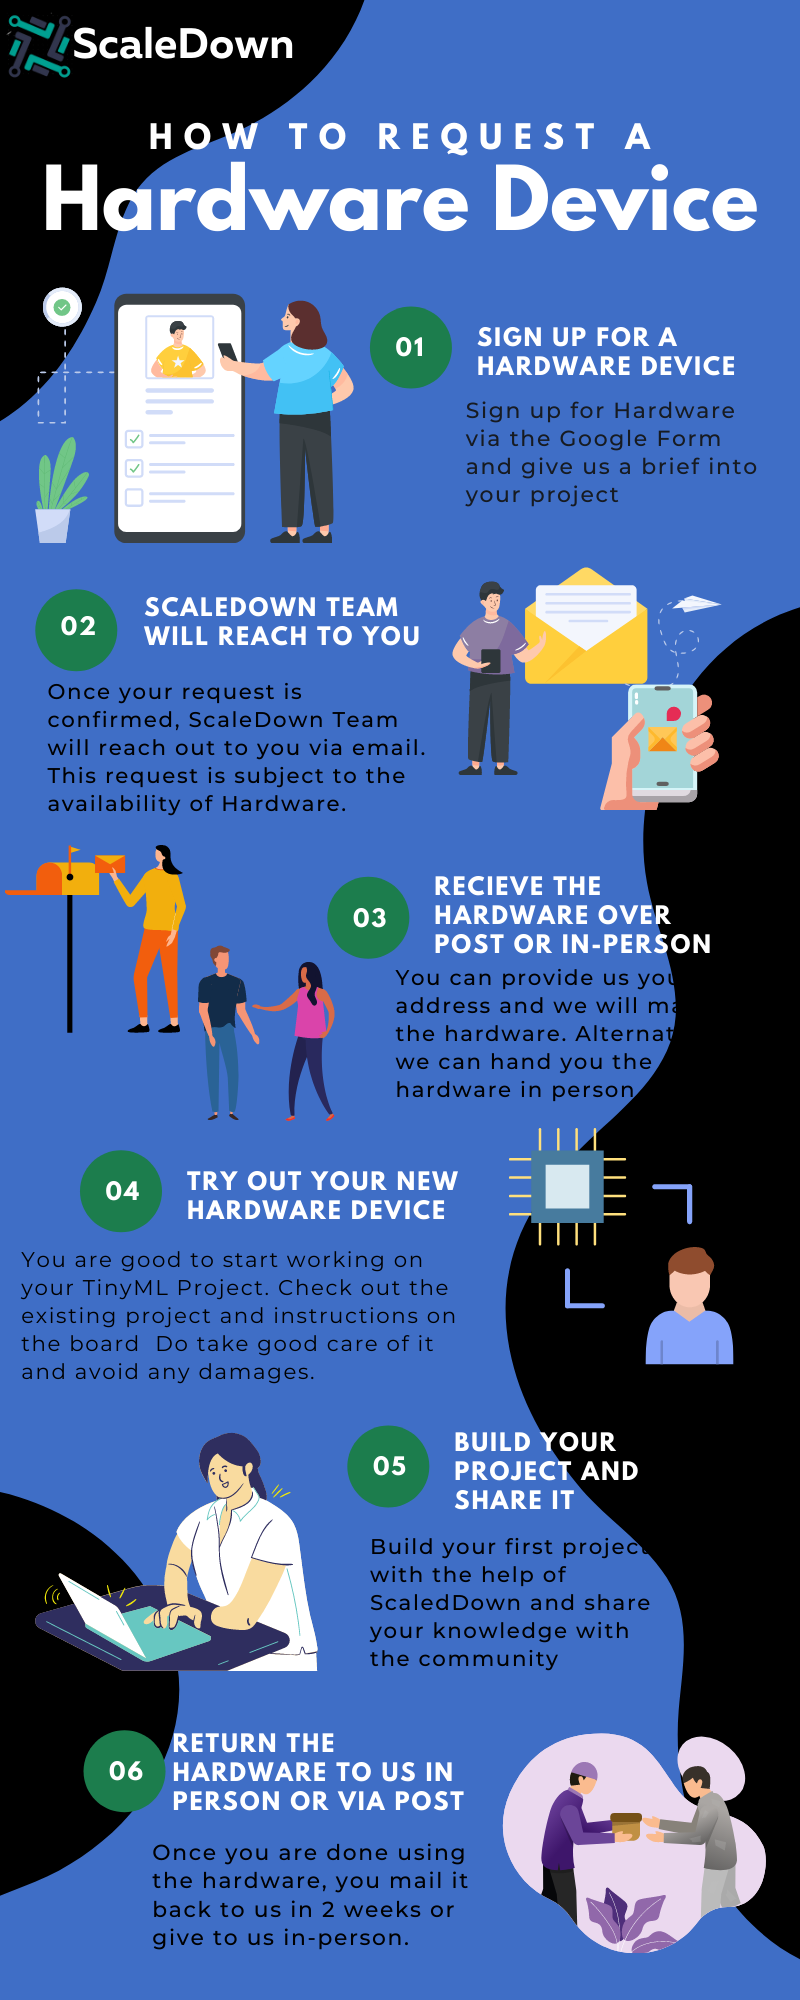 ScaleDown
HOW TO REQUEST A
Hardware Device
01
SIGN UP FOR A
HARDWARE DEVICE
Sign up for Hardware
via the Google Form
and give us a brief into
your project
02
SCALEDOWN TEAM
WILL REACH TO YOU
Once your request is
confirmed, ScaleDown Team
will reach out to you via email.
This request is subject to the
availability of Hardware.
03
RECIEVE THE
HARDWARE OVER
POST OR IN-PERSON
You can provide us
address and we will
the hardware.
we can hand you the
hardware in person
04
TRY OUT YOUR NEW
HARDWARE DEVICE
You are good to start working on
your TinyML Project. Check out the
existing project and instructions on
the board  Do take good care of it
and avoid any damages.
05
BUILD YOUR
PROJECT AND
SHARE IT
Build your first project
with the help of
ScaledDown and share
your knowledge with
the community
06
RETURN THE
HARDWARE TO US IN
PERSON OR VIA POST
Once you are done using
the hardware, you mail it
back to us in 2 weeks or
give to us in-person.